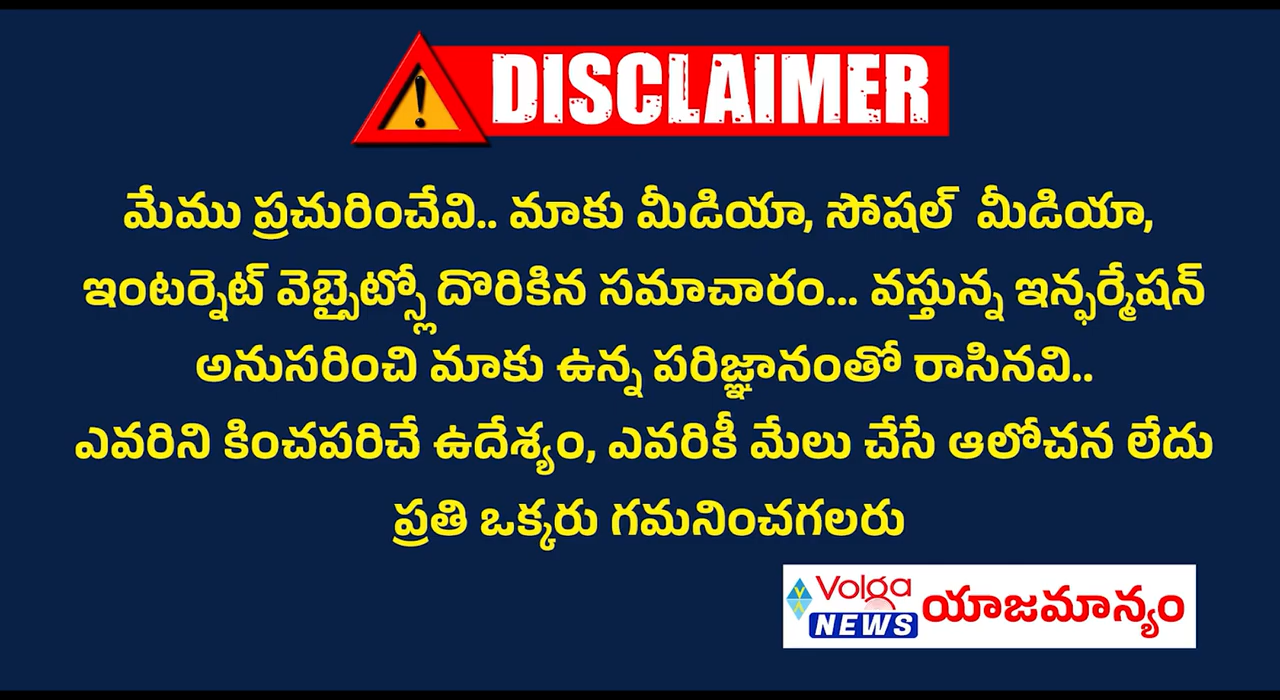 DISCLAIMER
మేము ప్రచురించేవి.. మాకు మీడియా, సోషల్ మీడియా,
ఇంటర్నెట్ వెబ్సైట్స్లో దొరికిన సమాచారం... వస్తున్న ఇన్ఫర్మేషన్
అనుసరించి మాకు ఉన్న పరిజ్ఞానంతో రాసినవి..
ఎవరిని కించపరిచే ఉదేశ్యం, ఎవరికీ మేలు చేసే ఆలోచన లేదు
ప్రతి ఒక్కరు గమనించగలరు
Volga
NEWS యాజమాన్యం